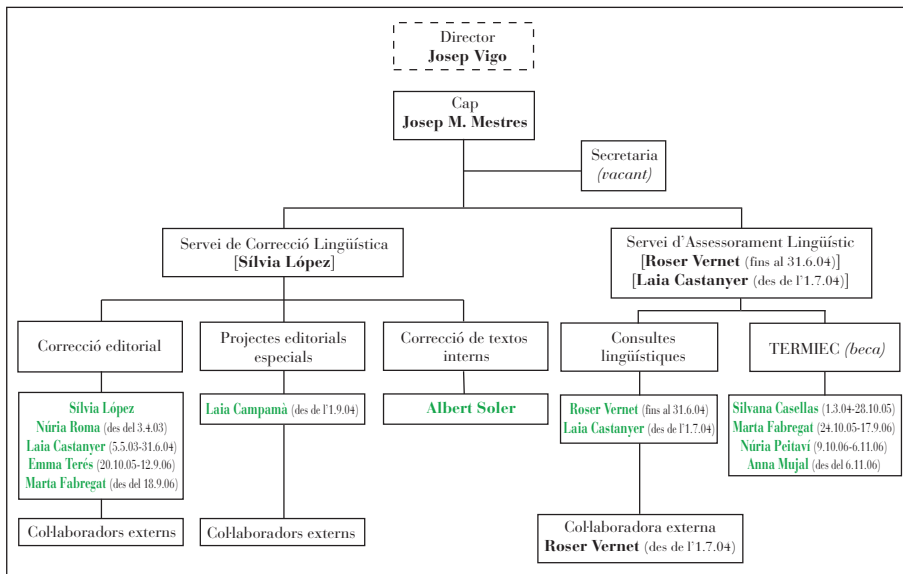 Director
Josep Vigo
Cap
Josep M. Mestres
Secretaria
(vacant)
Servei de Correcció Lingüística
[Sílvia López]
Servei d'Assessorament Lingüístic
[Roser Vernet (fins al 31.6.04)]
[Laia Castanyer (des de l'1.7.04)]
Correcció editorial
Projectes editorials
especials
Correcció de textos
interns
Consultes
lingüístiques
TERMIEC (beca)
Sílvia López
Núria Roma (des del 3.4.03)
Laia Castanyer (5.5.03-31.6.04)
Emma Terés (20.10.05-12.9.06)
Marta Fabregat (des del 18.9.06)
Laia Campamà (des de l'1.9.04)
Albert Soler
Roser Vernet (fins al 31.6.04)
Laia Castanyer (des de l'1.7.04)
Silvana Casellas (1.3.04-28.10.05)
Marta Fabregat (24.10.05-17.9.06)
Núria Peitaví (9.10.06-6.11.06)
Anna Mujal (des del 6.11.06)
Col·laboradors externs
Col·laboradors externs
Col·laboradora externa
Roser Vernet (des de l'1.7.04)